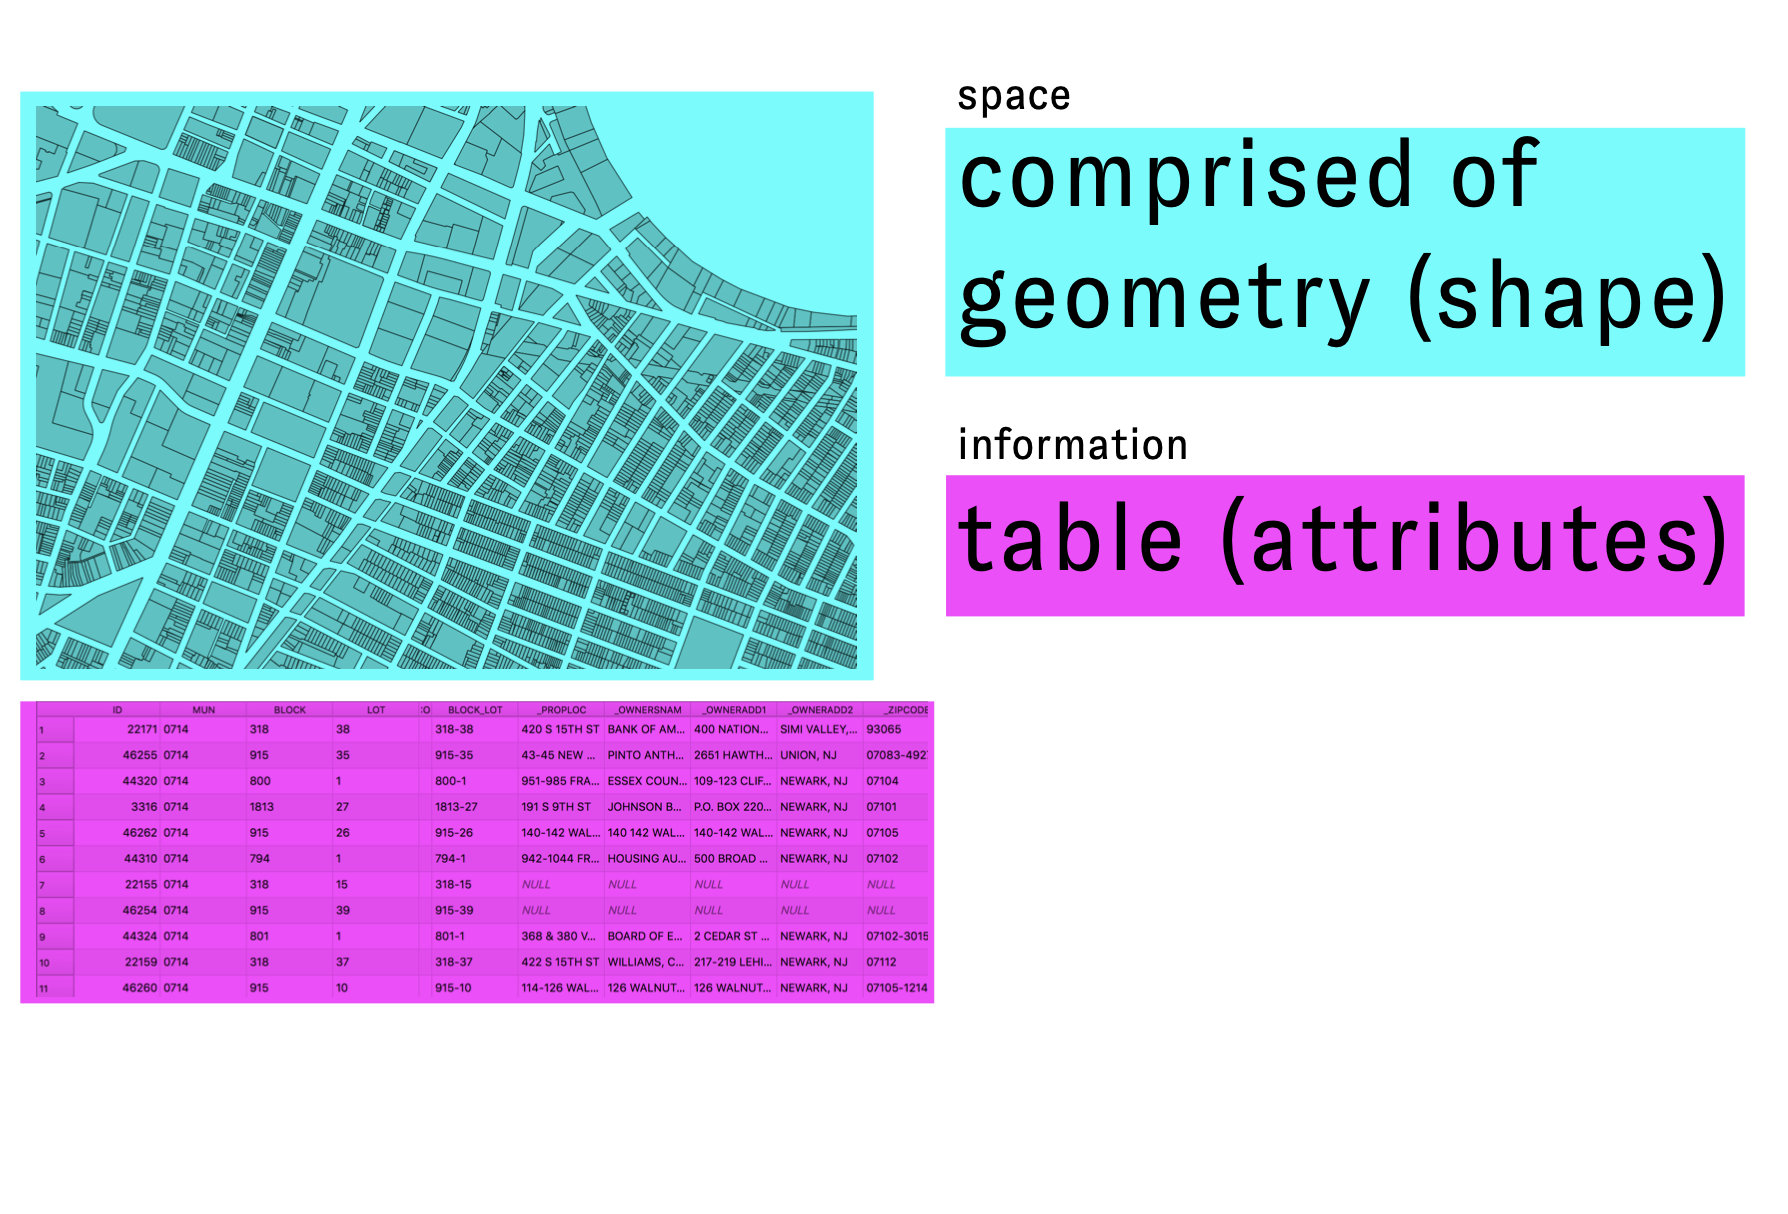 space
comprised of
geometry (shape)
information
table (attributes)
ID MUN BLOCK LOT :O BLOCK_LOT _PROPLOC _OWNERSNAM _OWNERADD1 _OWNERADD2 _ZIPCODE
1 22171 0714 318 38 318-38 420 S 15TH ST BANK OF AM... 400 NATION... SIMI VALLEY,... 93065
2 46255 0714 915 35 915-35 43-45 NEW ... PINTO ANTH... 2651 HAWTH... UNION, NJ 07083-492
3 44320 0714 800 1 800-1 951-985 FRA... ESSEX COUN... 109-123 CLIF... NEWARK, NJ 07104
4 3316 0714 1813 27 1813-27 191 S 9TH ST JOHNSON B... P.O. BOX 220... NEWARK, NJ 07101
5 46262 0714 915 26 915-26 140-142 WAL... 140 142 WAL... 140-142 WAL... NEWARK, NJ 07105
6 44310 0714 794 1 794-1 942-1044 FR... HOUSING AU... 500 BROAD ... NEWARK, NJ 07102
7 22155 0714 318 15 318-15 NULL NULL NULL NULL NULL
8 46254 0714 915 39 915-39 NULL NULL NULL NULL NULL
9 44324 0714 801 1 801-1 368 & 380 V... BOARD OF E... 2 CEDAR ST ... NEWARK, NJ 07102-3015
10 22159 0714 318 37 318-37 422 S 15TH ST WILLIAMS, C... 217-219 LEHI... NEWARK, NJ 07112
11 46260 0714 915 10 915-10 114-126 WAL... 126 WALNUT... 126 WALNUT... NEWARK, NJ 07105-1214